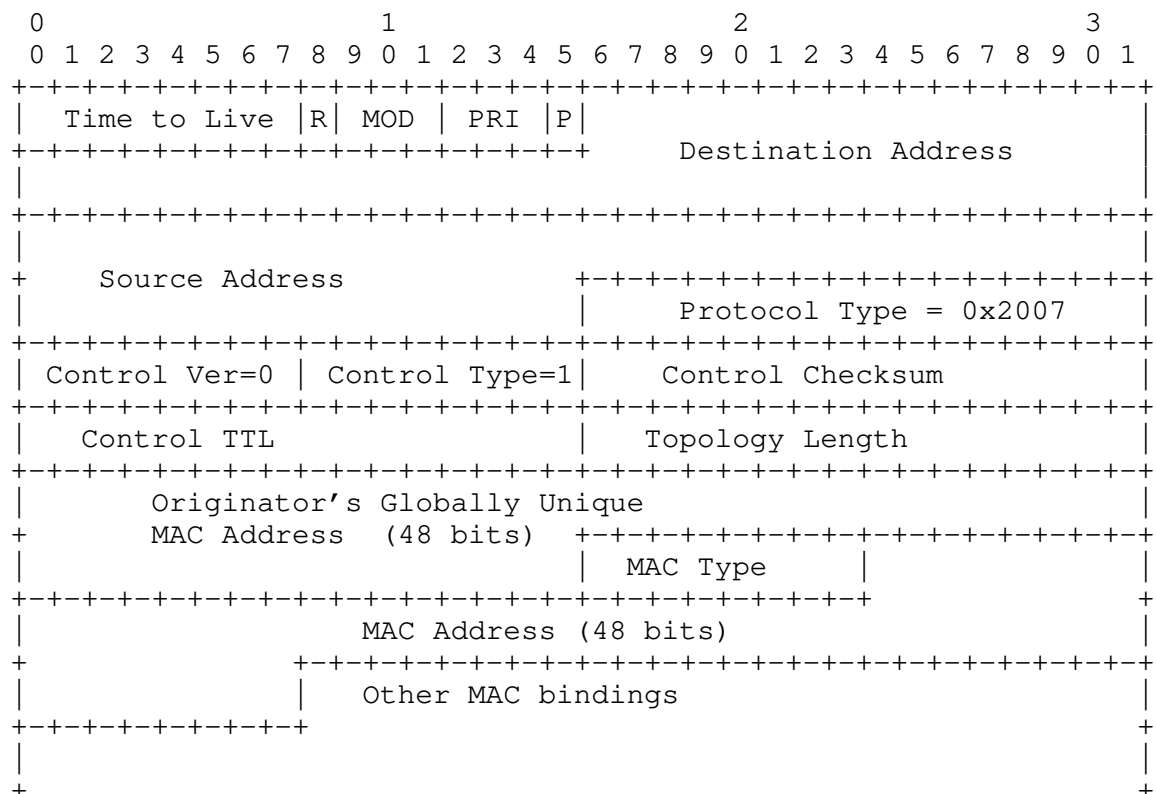 0                   1                   2                   3
 0 1 2 3 4 5 6 7 8 9 0 1 2 3 4 5 6 7 8 9 0 1 2 3 4 5 6 7 8 9 0 1
+-+-+-+-+-+-+-+-+-+-+-+-+-+-+-+-+-+-+-+-+-+-+-+-+-+-+-+-+-+-+-+-+
|  Time to Live |R| MOD | PRI |P|                               |
+-+-+-+-+-+-+-+-+-+-+-+-+-+-+-+-+     Destination Address       |
|                                                               |
+-+-+-+-+-+-+-+-+-+-+-+-+-+-+-+-+-+-+-+-+-+-+-+-+-+-+-+-+-+-+-+-+
|                                                               |
+    Source Address             +-+-+-+-+-+-+-+-+-+-+-+-+-+-+-+-+
|                               |     Protocol Type = 0x2007    |
+-+-+-+-+-+-+-+-+-+-+-+-+-+-+-+-+-+-+-+-+-+-+-+-+-+-+-+-+-+-+-+-+
| Control Ver=0 | Control Type=1|    Control Checksum           |
+-+-+-+-+-+-+-+-+-+-+-+-+-+-+-+-+-+-+-+-+-+-+-+-+-+-+-+-+-+-+-+-+
|   Control TTL                 |   Topology Length             |
+-+-+-+-+-+-+-+-+-+-+-+-+-+-+-+-+-+-+-+-+-+-+-+-+-+-+-+-+-+-+-+-+
|       Originator’s Globally Unique                            |
+       MAC Address  (48 bits)  +-+-+-+-+-+-+-+-+-+-+-+-+-+-+-+-+
|                               |  MAC Type     |               |
+-+-+-+-+-+-+-+-+-+-+-+-+-+-+-+-+-+-+-+-+-+-+-+-+               +
|                   MAC Address (48 bits)                       |
+               +-+-+-+-+-+-+-+-+-+-+-+-+-+-+-+-+-+-+-+-+-+-+-+-+
|               |   Other MAC bindings                          |
+-+-+-+-+-+-+-+-+                                               +
|                                                               |
+                                                               +